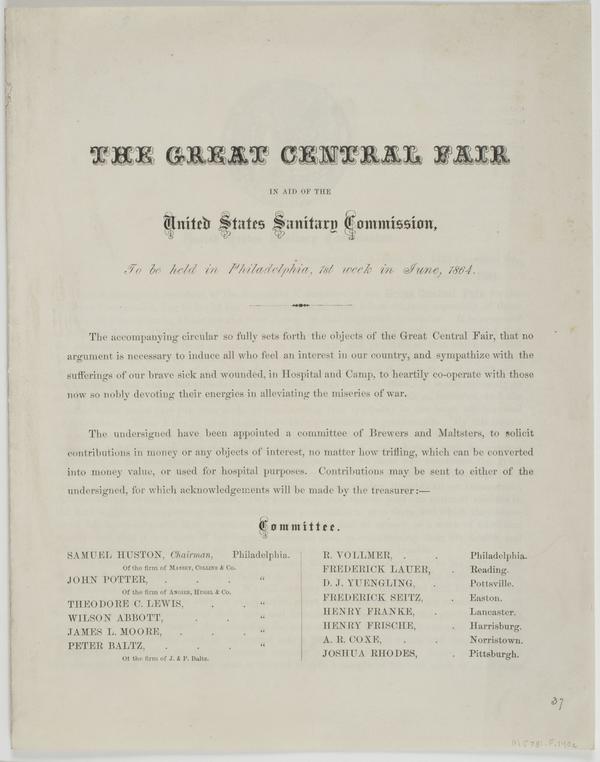 THE GREAT CENTRAL FAIR
IN AID OF THE
United States Sanitary Commission,
To be held in Philadelphia, 1st week in June, 1864.
The accompanying circular so fully sets forth the objects of the Great Central Fair, that no
argument is necessary to induce all who feel an interest in our country, and sympathize with the
sufferings of our brave sick and wounded, in Hospital and Camp, to heartily co-operate with those
now so nobly devoting their energies in alleviating the miseries of war.
The undersigned have been appointed a committee of Brewers and Maltsters, to solicit
contributions in money or any objects of interest, no matter how trifling, which can be converted
into money value, or used for hospital purposes. Contributions may be sent to either of the
undersigned, for which acknowledgements will be made by the treasurer:—
Committee.
SAMUEL HUSTON, Chairman, Philadelphia.
Of the firm of MASSEY, COLLINS & Co.
JOHN POTTER, . . . "
Of the firm of ANGIER, HUGEL & Co.
THEODORE C. LEWIS, . . "
WILSON ABBOTT, . . "
JAMES L. MOORE, . . . "
PETER BALTZ, . . . "
Of the firm of J. & P. Baltz.
R. VOLLMER, . . Philadelphia.
FREDERICK LAUER, . Reading.
D. J. YUENGLING, . Pottsville.
FREDERICK SEITZ, . Easton.
HENRY FRANKE, . Lancaster.
HENRY FRISCHE, . Harrisburg.
A. R. COXE, . . Norristown.
JOSHUA RHODES, . Pittsburgh.
37